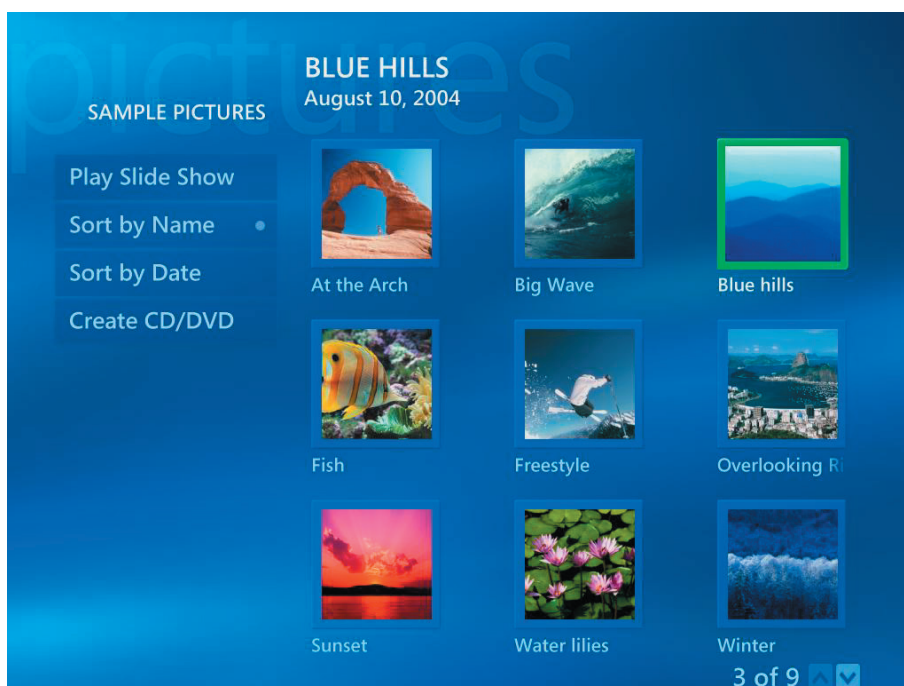 pictures
BLUE HILLS
August 10, 2004
SAMPLE PICTURES
Play Slide Show
Sort by Name
Sort by Date
Create CD/DVD
At the Arch
Big Wave
Blue hills
Fish
Freestyle
Overlooking
Sunset
Water lilies
Winter
3 of 9